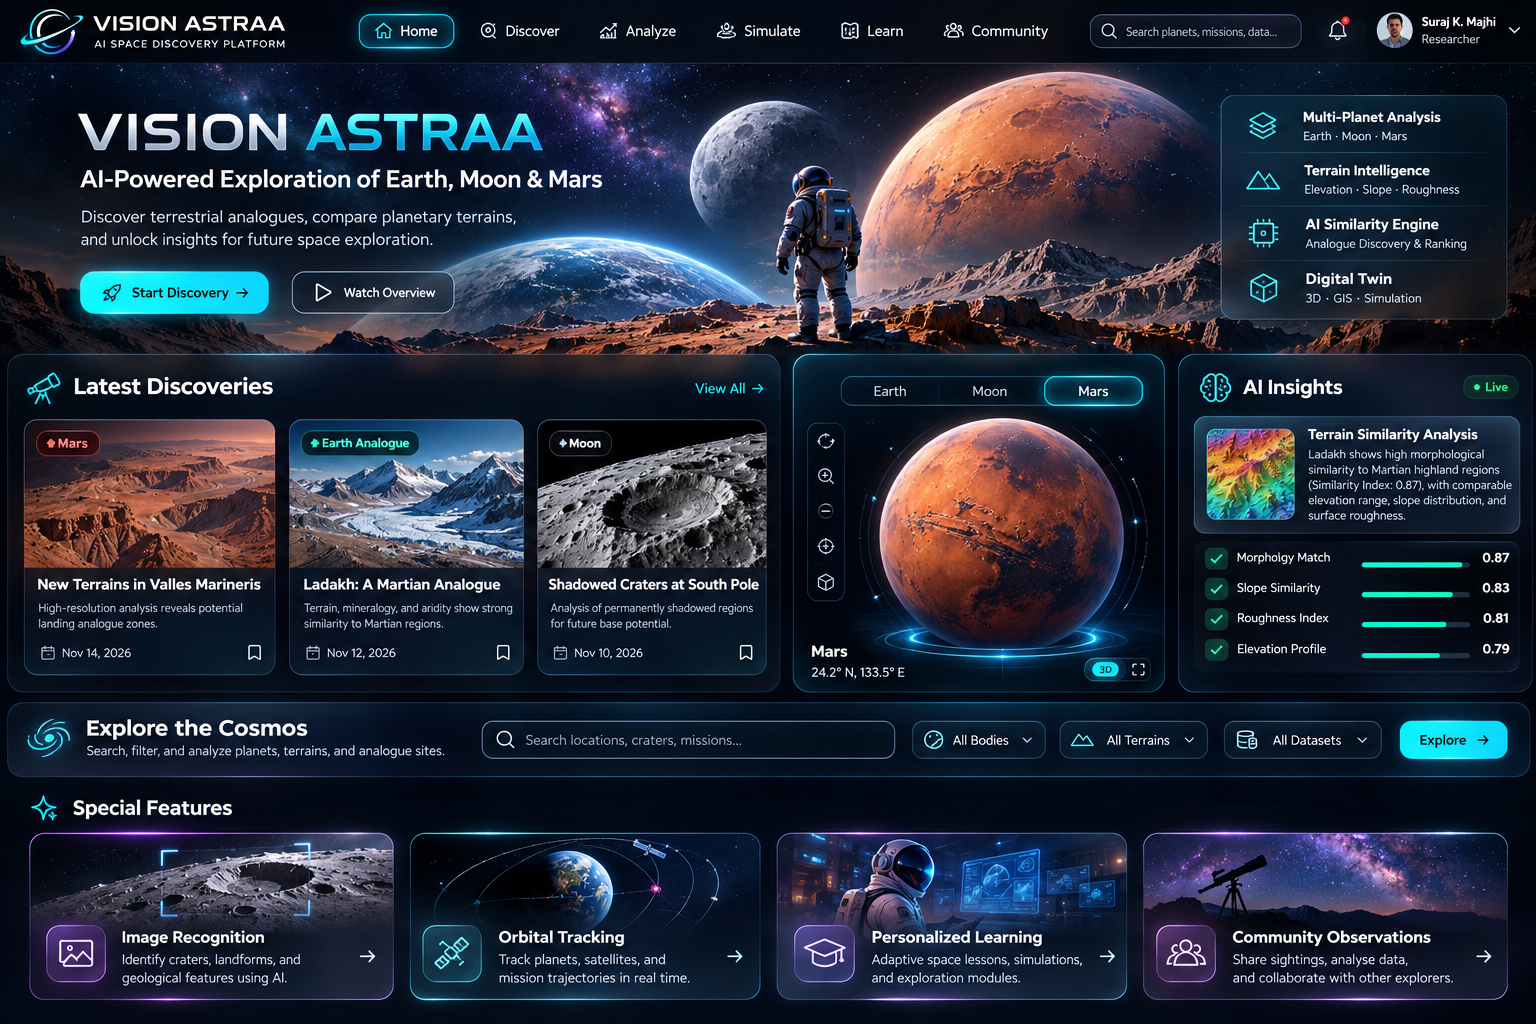 VISION ASTRAA
AI SPACE DISCOVERY PLATFORM
Home
Discover
Analyze
Simulate
Learn
Community
Search planets, missions, data...
Suraj K. Majhi
Researcher
VISION ASTRAA
AI-Powered Exploration of Earth, Moon & Mars
Discover terrestrial analogues, compare planetary terrains,
and unlock insights for future space exploration.
Start Discovery →
Watch Overview
Multi-Planet Analysis
Earth · Moon · Mars
Terrain Intelligence
Elevation · Slope · Roughness
AI Similarity Engine
Analogue Discovery & Ranking
Digital Twin
3D · GIS · Simulation
Latest Discoveries
View All →
Mars
New Terrains in Valles Marineris
High-resolution analysis reveals potential
landing analogue zones.
Nov 14, 2026
Earth Analogue
Ladakh: A Martian Analogue
Terrain, mineralogy, and aridity show strong
similarity to Martian regions.
Nov 12, 2026
Moon
Shadowed Craters at South Pole
Analysis of permanently shadowed regions
for future base potential.
Nov 10, 2026
Earth
Moon
Mars
Mars
24.2° N, 133.5° E
3D
AI Insights
Live
Terrain Similarity Analysis
Ladakh shows high morphological
similarity to Martian highland regions
(Similarity Index: 0.87), with comparable
elevation range, slope distribution, and
surface roughness.
Morpholgy Match 0.87
Slope Similarity 0.83
Roughness Index 0.81
Elevation Profile 0.79
Explore the Cosmos
Search, filter, and analyze planets, terrains, and analogue sites.
Search locations, craters, missions...
All Bodies
All Terrains
All Datasets
Explore →
Special Features
Image Recognition
Identify craters, landforms, and
geological features using AI.
Orbital Tracking
Track planets, satellites, and
mission trajectories in real time.
Personalized Learning
Adaptive space lessons, simulations,
and exploration modules.
Community Observations
Share sightings, analyse data,
and collaborate with other explorers.